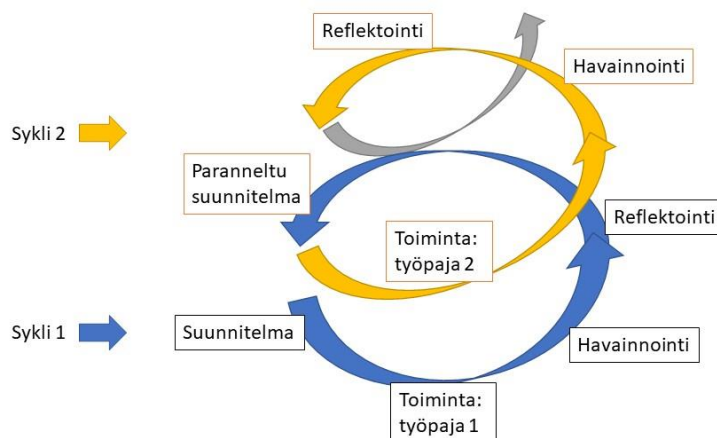 Reflektointi
Havainnointi
Sykli 2
Paranneltu
suunnitelma
Reflektointi
Toiminta:
työpaja 2
Sykli 1
Suunnitelma
Havainnointi
Toiminta:
työpaja 1